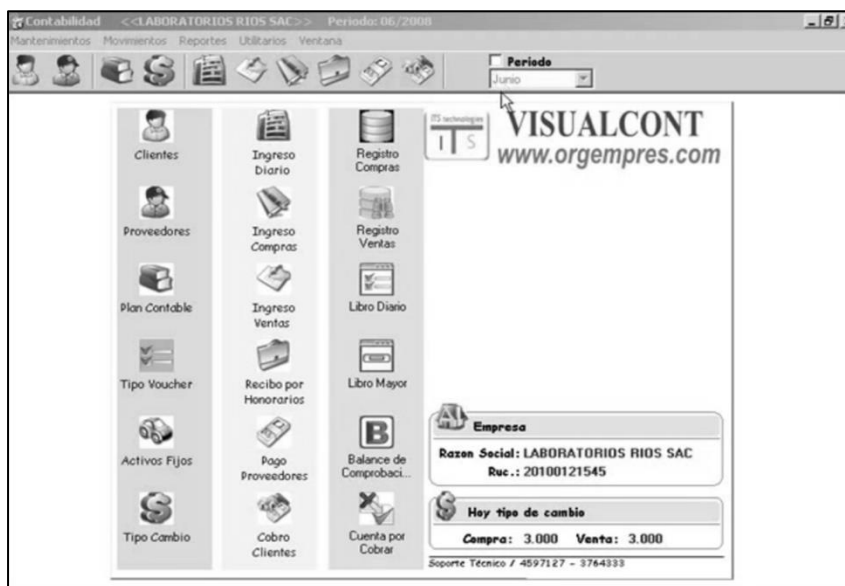 Contabilidad <<LABORATORIOS RIOS SAC>> Periodo: 06/2008
Mantenimientos Movimientos Reportes Utilitarios Ventana
Periodo
Junio
Clientes
Proveedores
Plan Contable
Tipo Voucher
Activos Fijos
Tipo Cambio
Ingreso
Diario
Ingreso
Compras
Ingreso
Ventas
Recibo por
Honorarios
Pago
Proveedores
Cobro
Clientes
Registro
Compras
Registro
Ventas
Libro Diario
Libro Mayor
B
Balance de
Comprobaci...
Cuenta por
Cobrar
ITS technologies
ITS
VISUALCONT
www.orgempres.com
Empresa
Razon Social: LABORATORIOS RIOS SAC
Ruc.: 20100121545
Hoy tipo de cambio
Compra: 3.000 Venta: 3.000
Soporte Técnico / 4597127 - 3764333